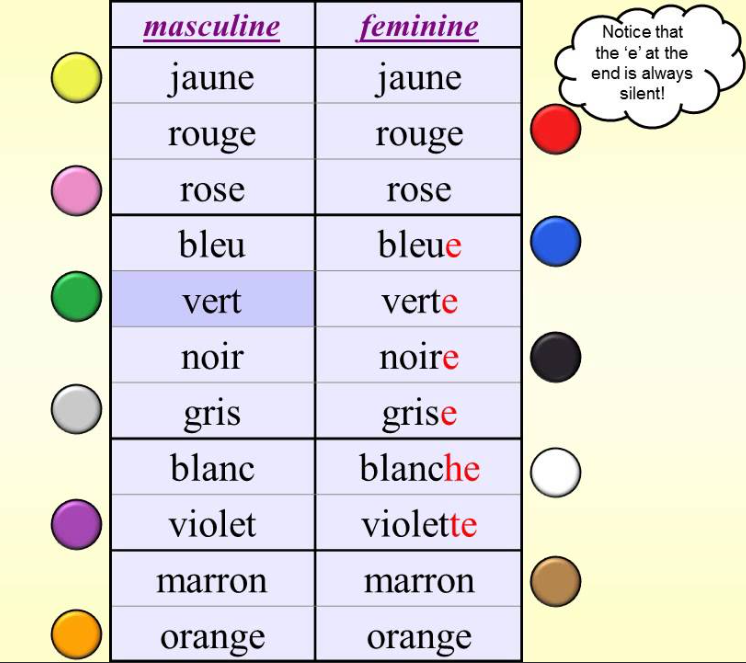 masculine feminine
jaune jaune
rouge rouge
rose rose
bleu bleue
vert verte
noir noire
gris grise
blanc blanche
violet violette
marron marron
orange orange
Notice that
the ‘e’ at the
end is always
silent!